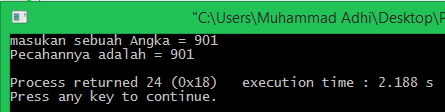 "C:\Users\Muhammad Adhi\Desktop\P
masukan sebuah Angka = 901
Pecahannya adalah = 901
Process returned 24 (0x18)   execution time : 2.188 s
Press any key to continue.